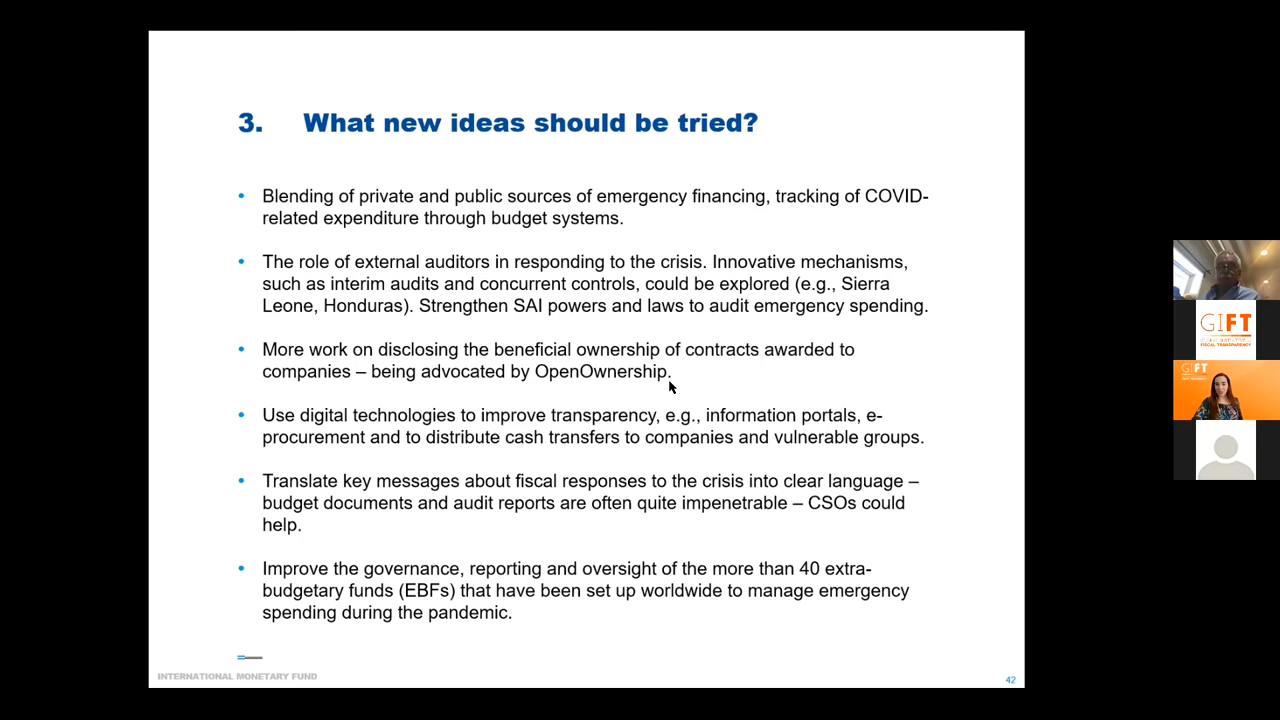 3. What new ideas should be tried?
• Blending of private and public sources of emergency financing, tracking of COVID-
related expenditure through budget systems.
• The role of external auditors in responding to the crisis. Innovative mechanisms,
such as interim audits and concurrent controls, could be explored (e.g., Sierra
Leone, Honduras). Strengthen SAI powers and laws to audit emergency spending.
• More work on disclosing the beneficial ownership of contracts awarded to
companies – being advocated by OpenOwnership.
• Use digital technologies to improve transparency, e.g., information portals, e-
procurement and to distribute cash transfers to companies and vulnerable groups.
• Translate key messages about fiscal responses to the crisis into clear language –
budget documents and audit reports are often quite impenetrable – CSOs could
help.
• Improve the governance, reporting and oversight of the more than 40 extra-
budgetary funds (EBFs) that have been set up worldwide to manage emergency
spending during the pandemic.
INTERNATIONAL MONETARY FUND
42
GIFT
FISCAL TRANSPARENCY
GIFT